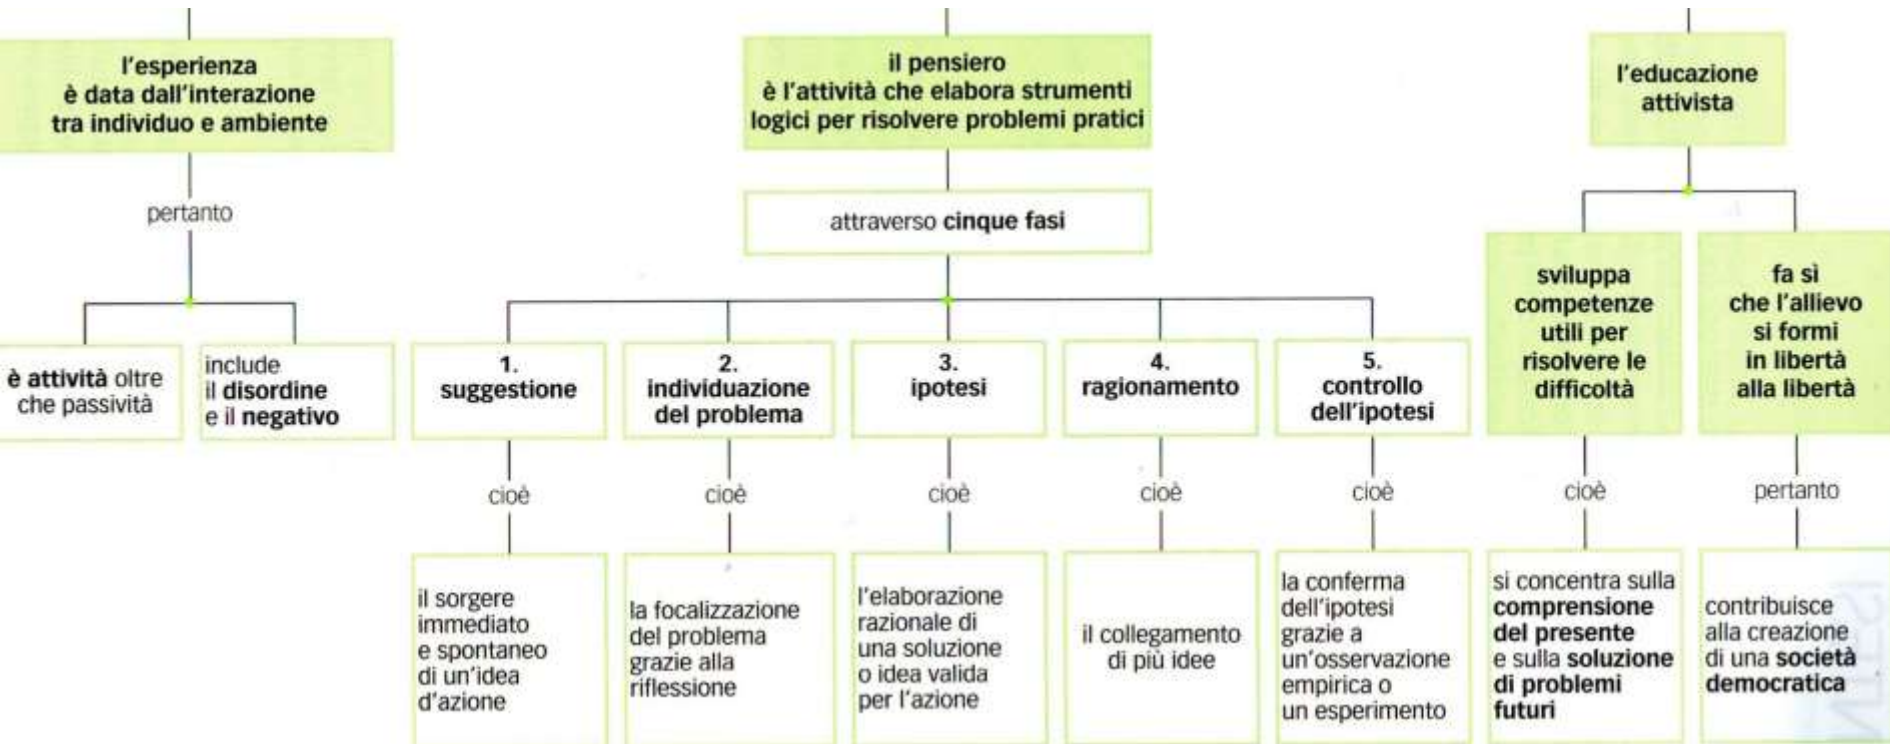 l'esperienza
è data dall'interazione
tra individuo e ambiente
pertanto
è attività oltre
che passività
include
il disordine
e il negativo
il pensiero
è l'attività che elabora strumenti
logici per risolvere problemi pratici
attraverso cinque fasi
1.
suggestione
cioè
il sorgere
immediato
e spontaneo
di un'idea
d'azione
2.
individuazione
del problema
cioè
la focalizzazione
del problema
grazie alla
riflessione
3.
ipotesi
cioè
l'elaborazione
razionale di
una soluzione
o idea valida
per l'azione
4.
ragionamento
cioè
il collegamento
di più idee
5.
controllo
dell'ipotesi
cioè
la conferma
dell'ipotesi
grazie a
un'osservazione
empirica o
un esperimento
l'educazione
attivista
sviluppa
competenze
utili per
risolvere le
difficoltà
cioè
si concentra sulla
comprensione
del presente
e sulla soluzione
di problemi
futuri
fa sì
che l'allievo
si formi
in libertà
alla libertà
pertanto
contribuisce
alla creazione
di una società
democratica